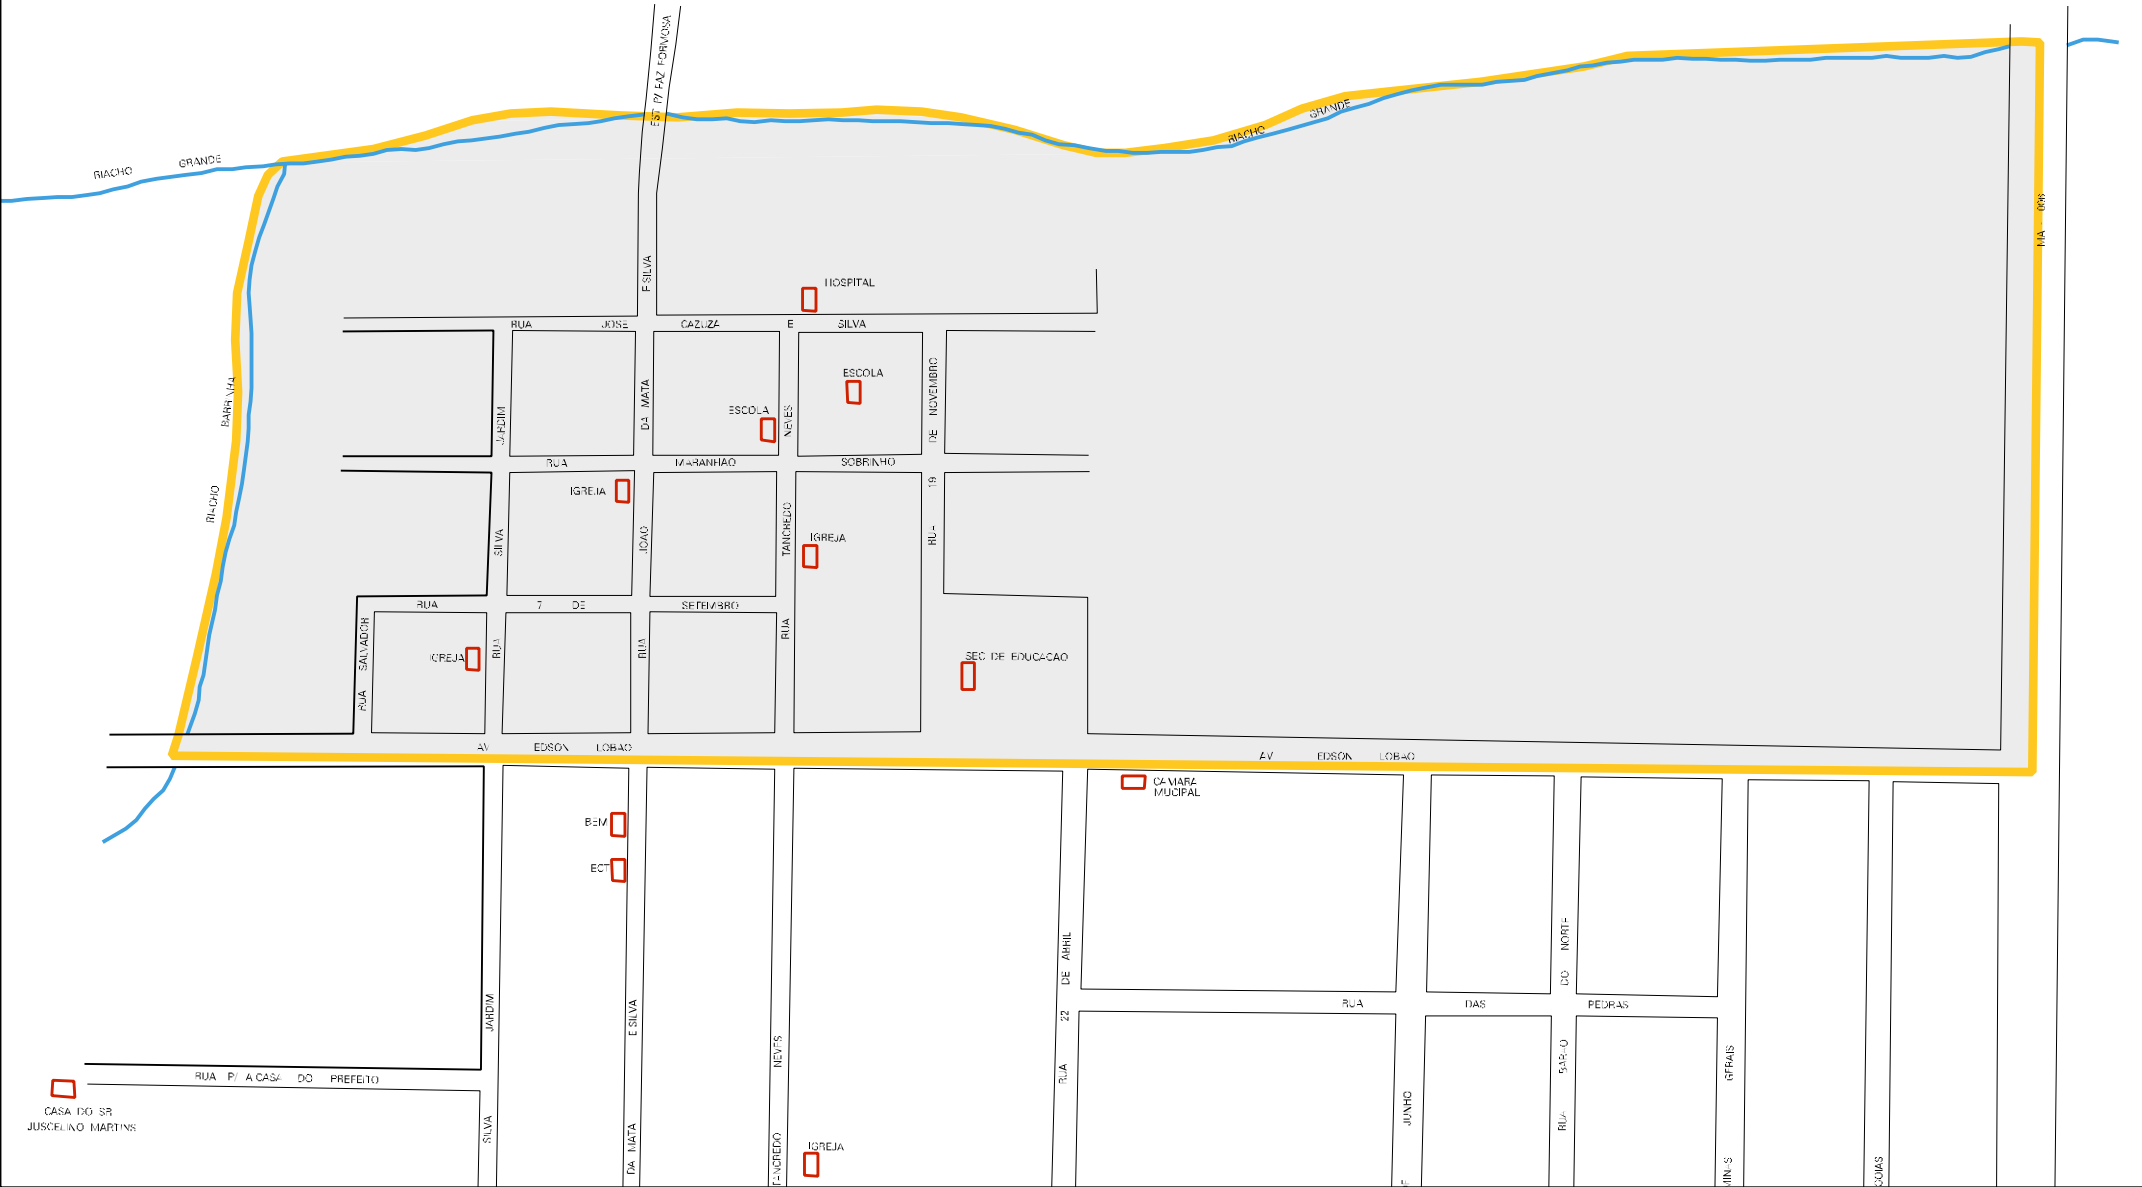 EST P/ FAZ FORMOSA
RIACHO GRANDE
RIACHO GRANDE
MA - 006
E SILVA
HOSPITAL
RUA JOSE CAZUZA E SILVA
ESCOLA
ESCOLA
RIACHO BARRINHA
JARDIM
DA MATA
NEVES
DE NOVEMBRO
RUA MARANHAO SOBRINHO
IGREJA
19
RUA
SILVA
JOAO
TANCREDO
IGREJA
RUA 7 DE SETEMBRO
RUA SALVADOR
IGREJA
RUA
RUA
RUA
SEC DE EDUCACAO
AV EDSON LOBAO
AV EDSON LOBAO
CAMARA
MUCIPAL
BEM
ECT
RUA 22 DE ABRIL
DO NORTE
RUA DAS PEDRAS
JARDIM
E SILVA
NEVES
RUA
GERAIS
RUA P/ A CASA DO PREFEITO
CASA DO SR
JUSCELINO MARTINS
SILVA
DA MATA
TANCREDO
IGREJA
JUNHO
MINAS
GOIAS